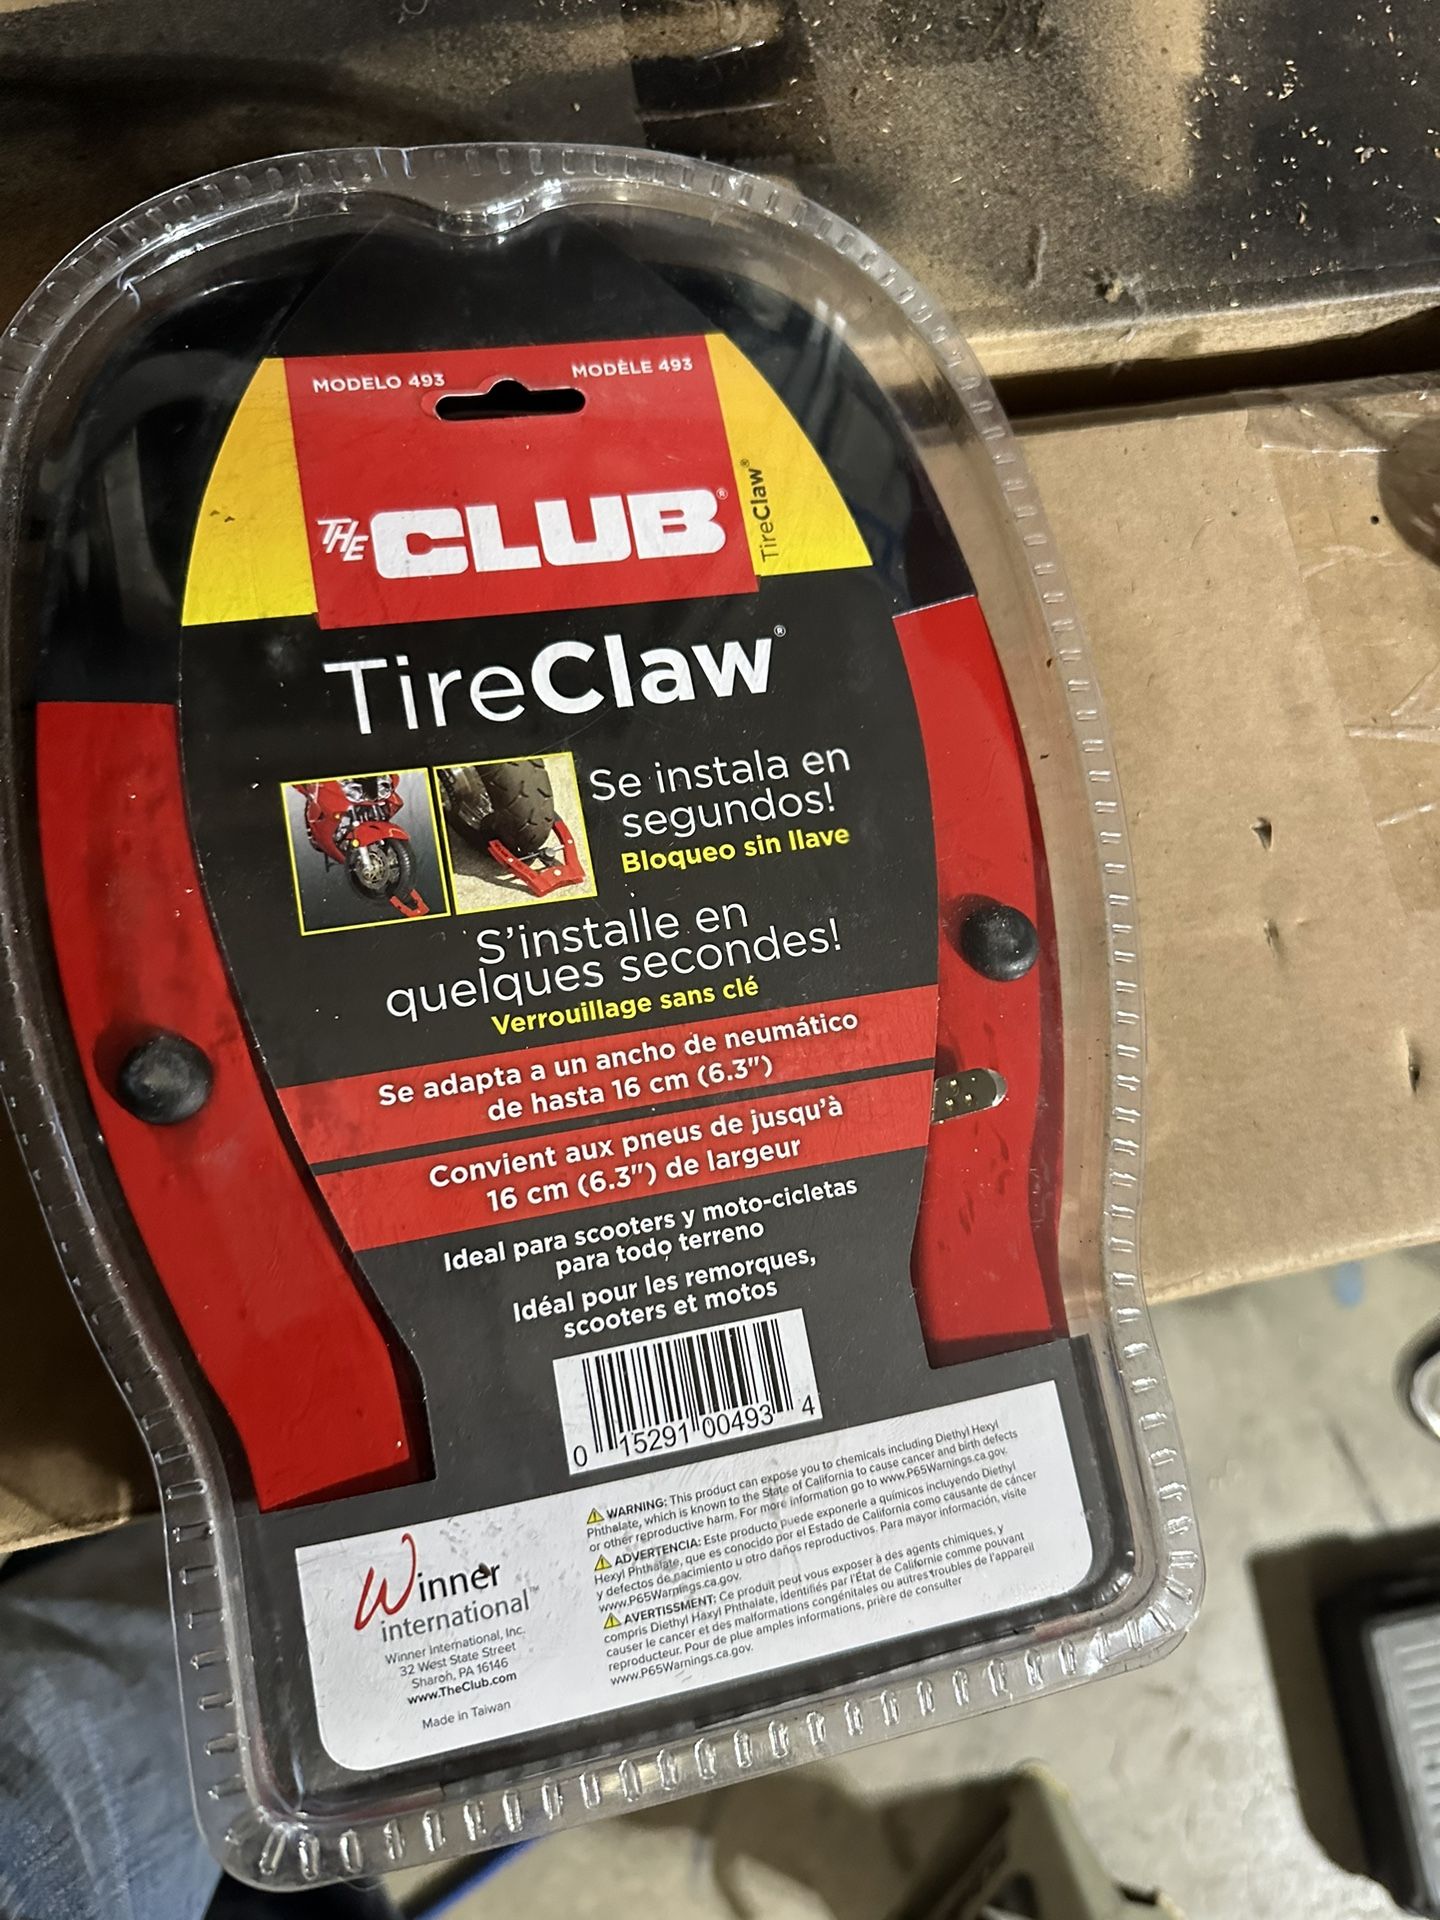 MODELO 493
MODÈLE 493
THE CLUB®
TireClaw®
TireClaw®
Se instala en
segundos!
Bloqueo sin llave
S'installe en
quelques secondes!
Verrouillage sans clé
Se adapta a un ancho de neumático
de hasta 16 cm (6.3")
Convient aux pneus de jusqu'à
16 cm (6.3") de largeur
Ideal para scooters y moto-cicletas
para todo terreno
Idéal pour les remorques,
scooters et motos
0 15291 00493 4
Winner
international™
Winner International, Inc.
32 West State Street
Sharon, PA 16146
www.TheClub.com
Made in Taiwan
⚠ WARNING: This product can expose you to chemicals including Diethyl Hexyl
Phthalate, which is known to the State of California to cause cancer and birth defects
or other reproductive harm. For more information go to www.P65Warnings.ca.gov.
⚠ ADVERTENCIA: Este producto puede exponerle a químicos incluyendo Diethyl
Hexyl Phthalate, que es conocido por el Estado de California como causante de cáncer
y defectos de nacimiento u otro daños reproductivos. Para mayor información, visite
www.P65Warnings.ca.gov.
⚠ AVERTISSMENT: Ce produit peut vous exposer à des agents chimiques, y
compris Diethyl Haxyl Phthalate, identifiés par l'État de Californie comme pouvant
causer le cancer et des malformations congénitales ou autres troubles de l'appareil
reproducteur. Pour de plus amples informations, prière de consulter
www.P65Warnings.ca.gov.